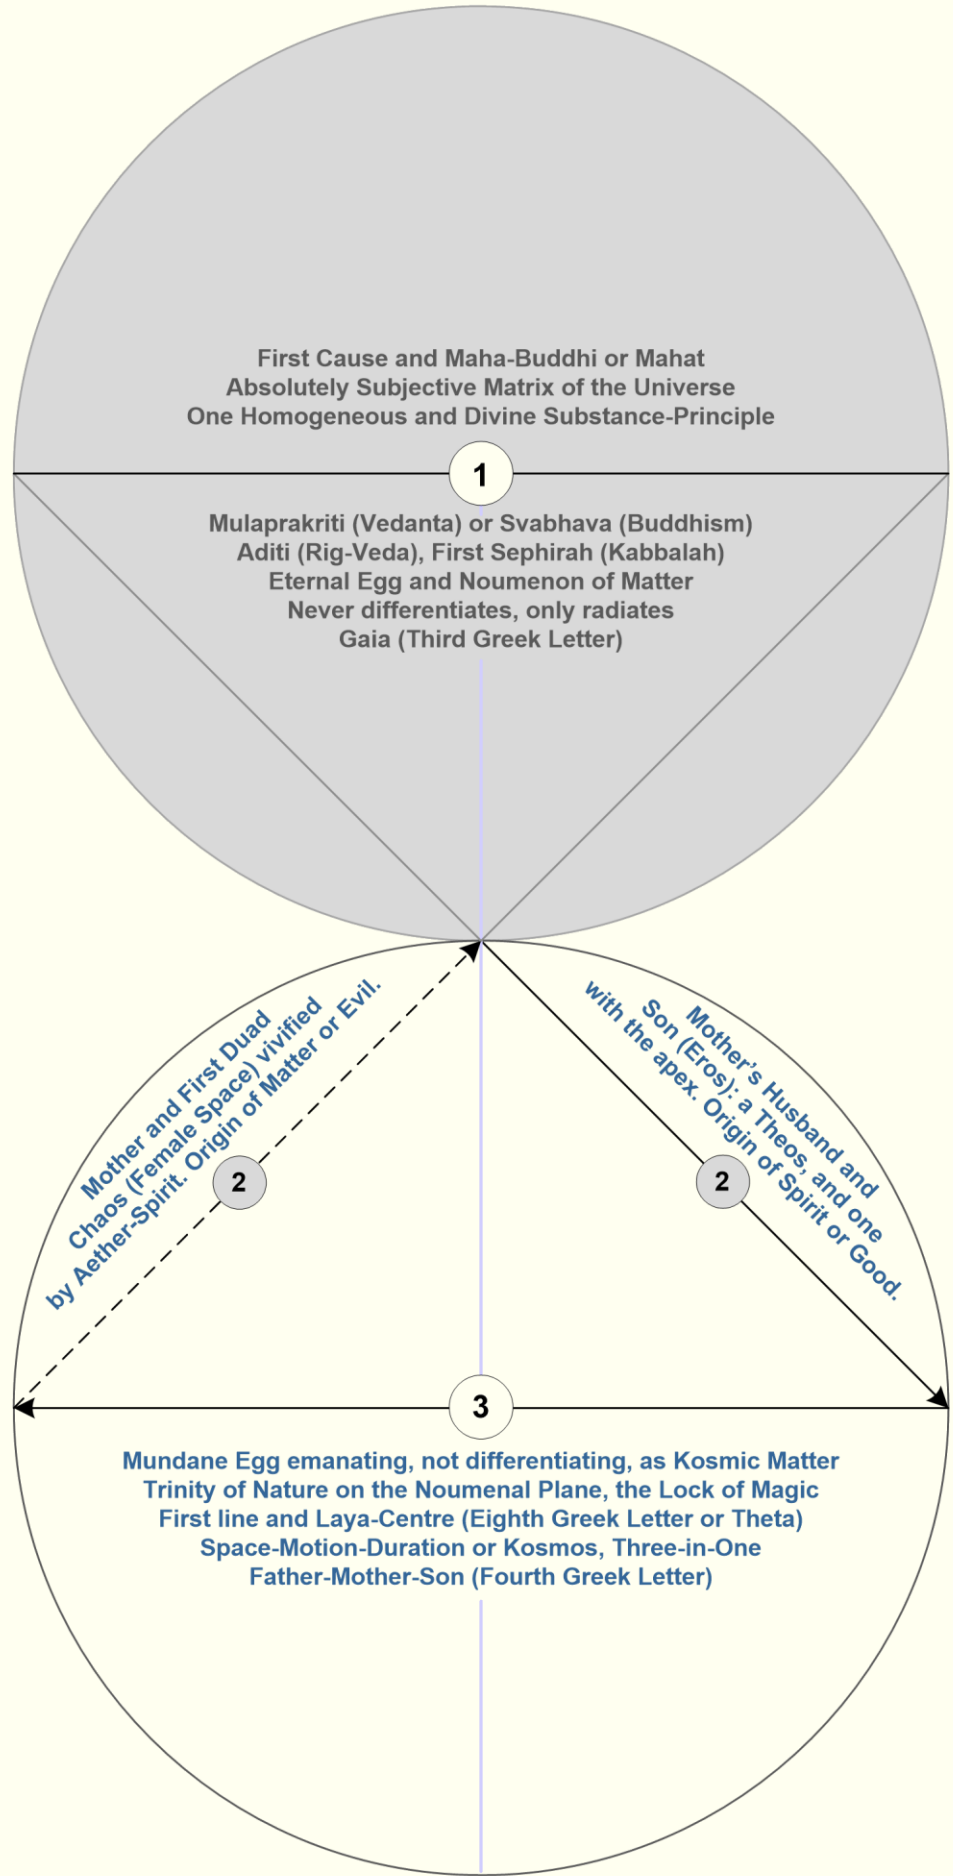 First Cause and Maha-Buddhi or Mahat
Absolutely Subjective Matrix of the Universe
One Homogeneous and Divine Substance-Principle
1
Mulaprakriti (Vedanta) or Svabhava (Buddhism)
Aditi (Rig-Veda), First Sephirah (Kabbalah)
Eternal Egg and Noumenon of Matter
Never differentiates, only radiates
Gaia (Third Greek Letter)
Mother and First Duad
Chaos (Female Space) vivified
by Aether-Spirit. Origin of Matter or Evil.
2
Mother's Husband and
Son (Eros): a Theos, and one
with the apex. Origin of Spirit or Good.
2
3
Mundane Egg emanating, not differentiating, as Kosmic Matter
Trinity of Nature on the Noumenal Plane, the Lock of Magic
First line and Laya-Centre (Eighth Greek Letter or Theta)
Space-Motion-Duration or Kosmos, Three-in-One
Father-Mother-Son (Fourth Greek Letter)